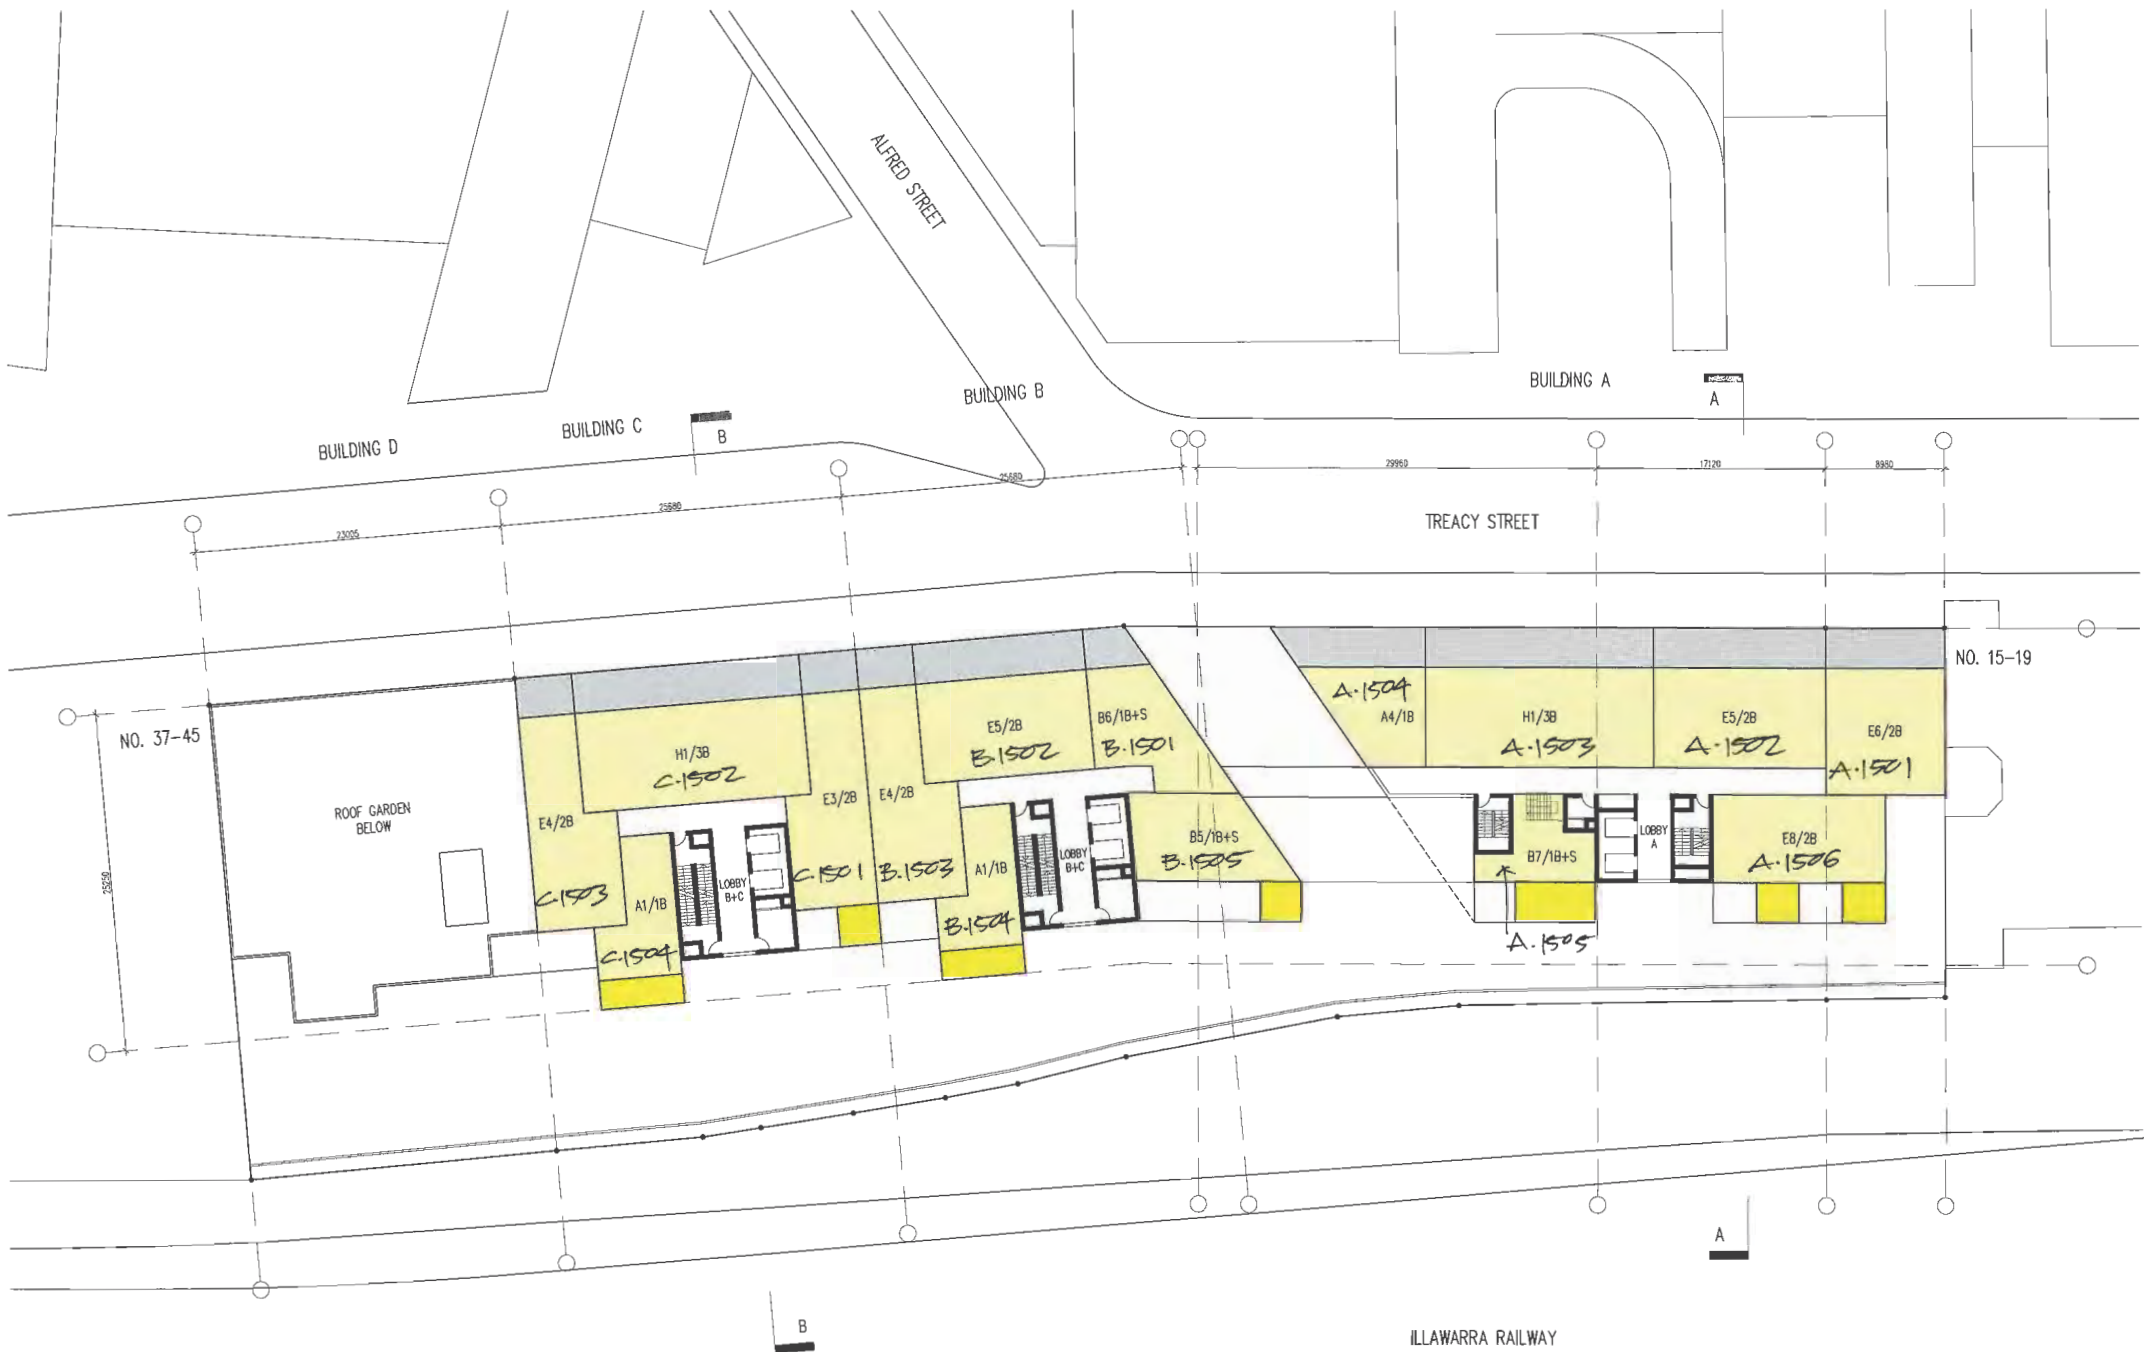 ALFRED STREET
BUILDING D
BUILDING C
B
BUILDING B
BUILDING A
A
23005
25680
25680
29960
17120
8980
TREACY STREET
NO. 15-19
NO. 37-45
25250
ROOF GARDEN
BELOW
E4/2B
C.1503
H1/3B
C.1502
A1/1B
C.1504
LOBBY
B+C
E3/2B
C.1501
E4/2B
B.1503
E5/2B
B.1502
A1/1B
B.1504
LOBBY
B+C
B6/1B+S
B.1501
B5/1B+S
B.1505
A.1504
A4/1B
H1/3B
A.1503
E5/2B
A.1502
E6/2B
A.1501
B7/1B+S
A.1505
LOBBY
A
E8/2B
A.1506
A
B
ILLAWARRA RAILWAY